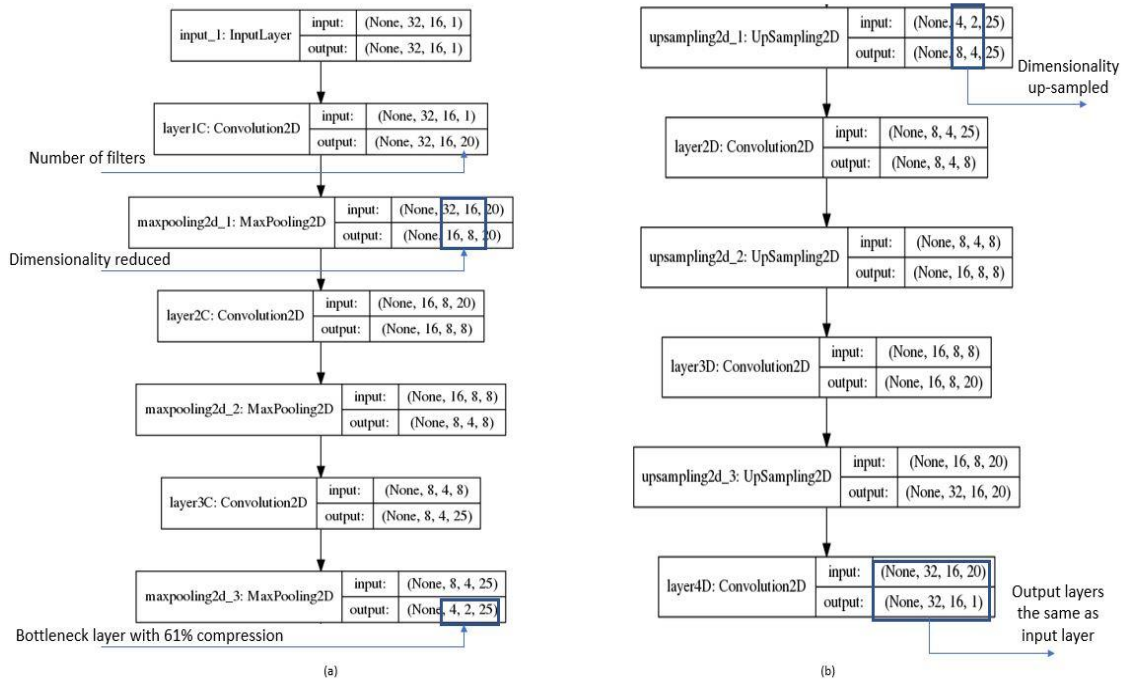 input_1: InputLayer
input: (None, 32, 16, 1)
output: (None, 32, 16, 1)
layer1C: Convolution2D
input: (None, 32, 16, 1)
output: (None, 32, 16, 20)
Number of filters
maxpooling2d_1: MaxPooling2D
input: (None, 32, 16, 20)
output: (None, 16, 8, 20)
Dimensionality reduced
layer2C: Convolution2D
input: (None, 16, 8, 20)
output: (None, 16, 8, 8)
maxpooling2d_2: MaxPooling2D
input: (None, 16, 8, 8)
output: (None, 8, 4, 8)
layer3C: Convolution2D
input: (None, 8, 4, 8)
output: (None, 8, 4, 25)
maxpooling2d_3: MaxPooling2D
input: (None, 8, 4, 25)
output: (None, 4, 2, 25)
Bottleneck layer with 61% compression
(a)
upsampling2d_1: UpSampling2D
input: (None, 4, 2, 25)
output: (None, 8, 4, 25)
Dimensionality
up-sampled
layer2D: Convolution2D
input: (None, 8, 4, 25)
output: (None, 8, 4, 8)
upsampling2d_2: UpSampling2D
input: (None, 8, 4, 8)
output: (None, 16, 8, 8)
layer3D: Convolution2D
input: (None, 16, 8, 8)
output: (None, 16, 8, 20)
upsampling2d_3: UpSampling2D
input: (None, 16, 8, 20)
output: (None, 32, 16, 20)
layer4D: Convolution2D
input: (None, 32, 16, 20)
output: (None, 32, 16, 1)
Output layers
the same as
input layer
(b)